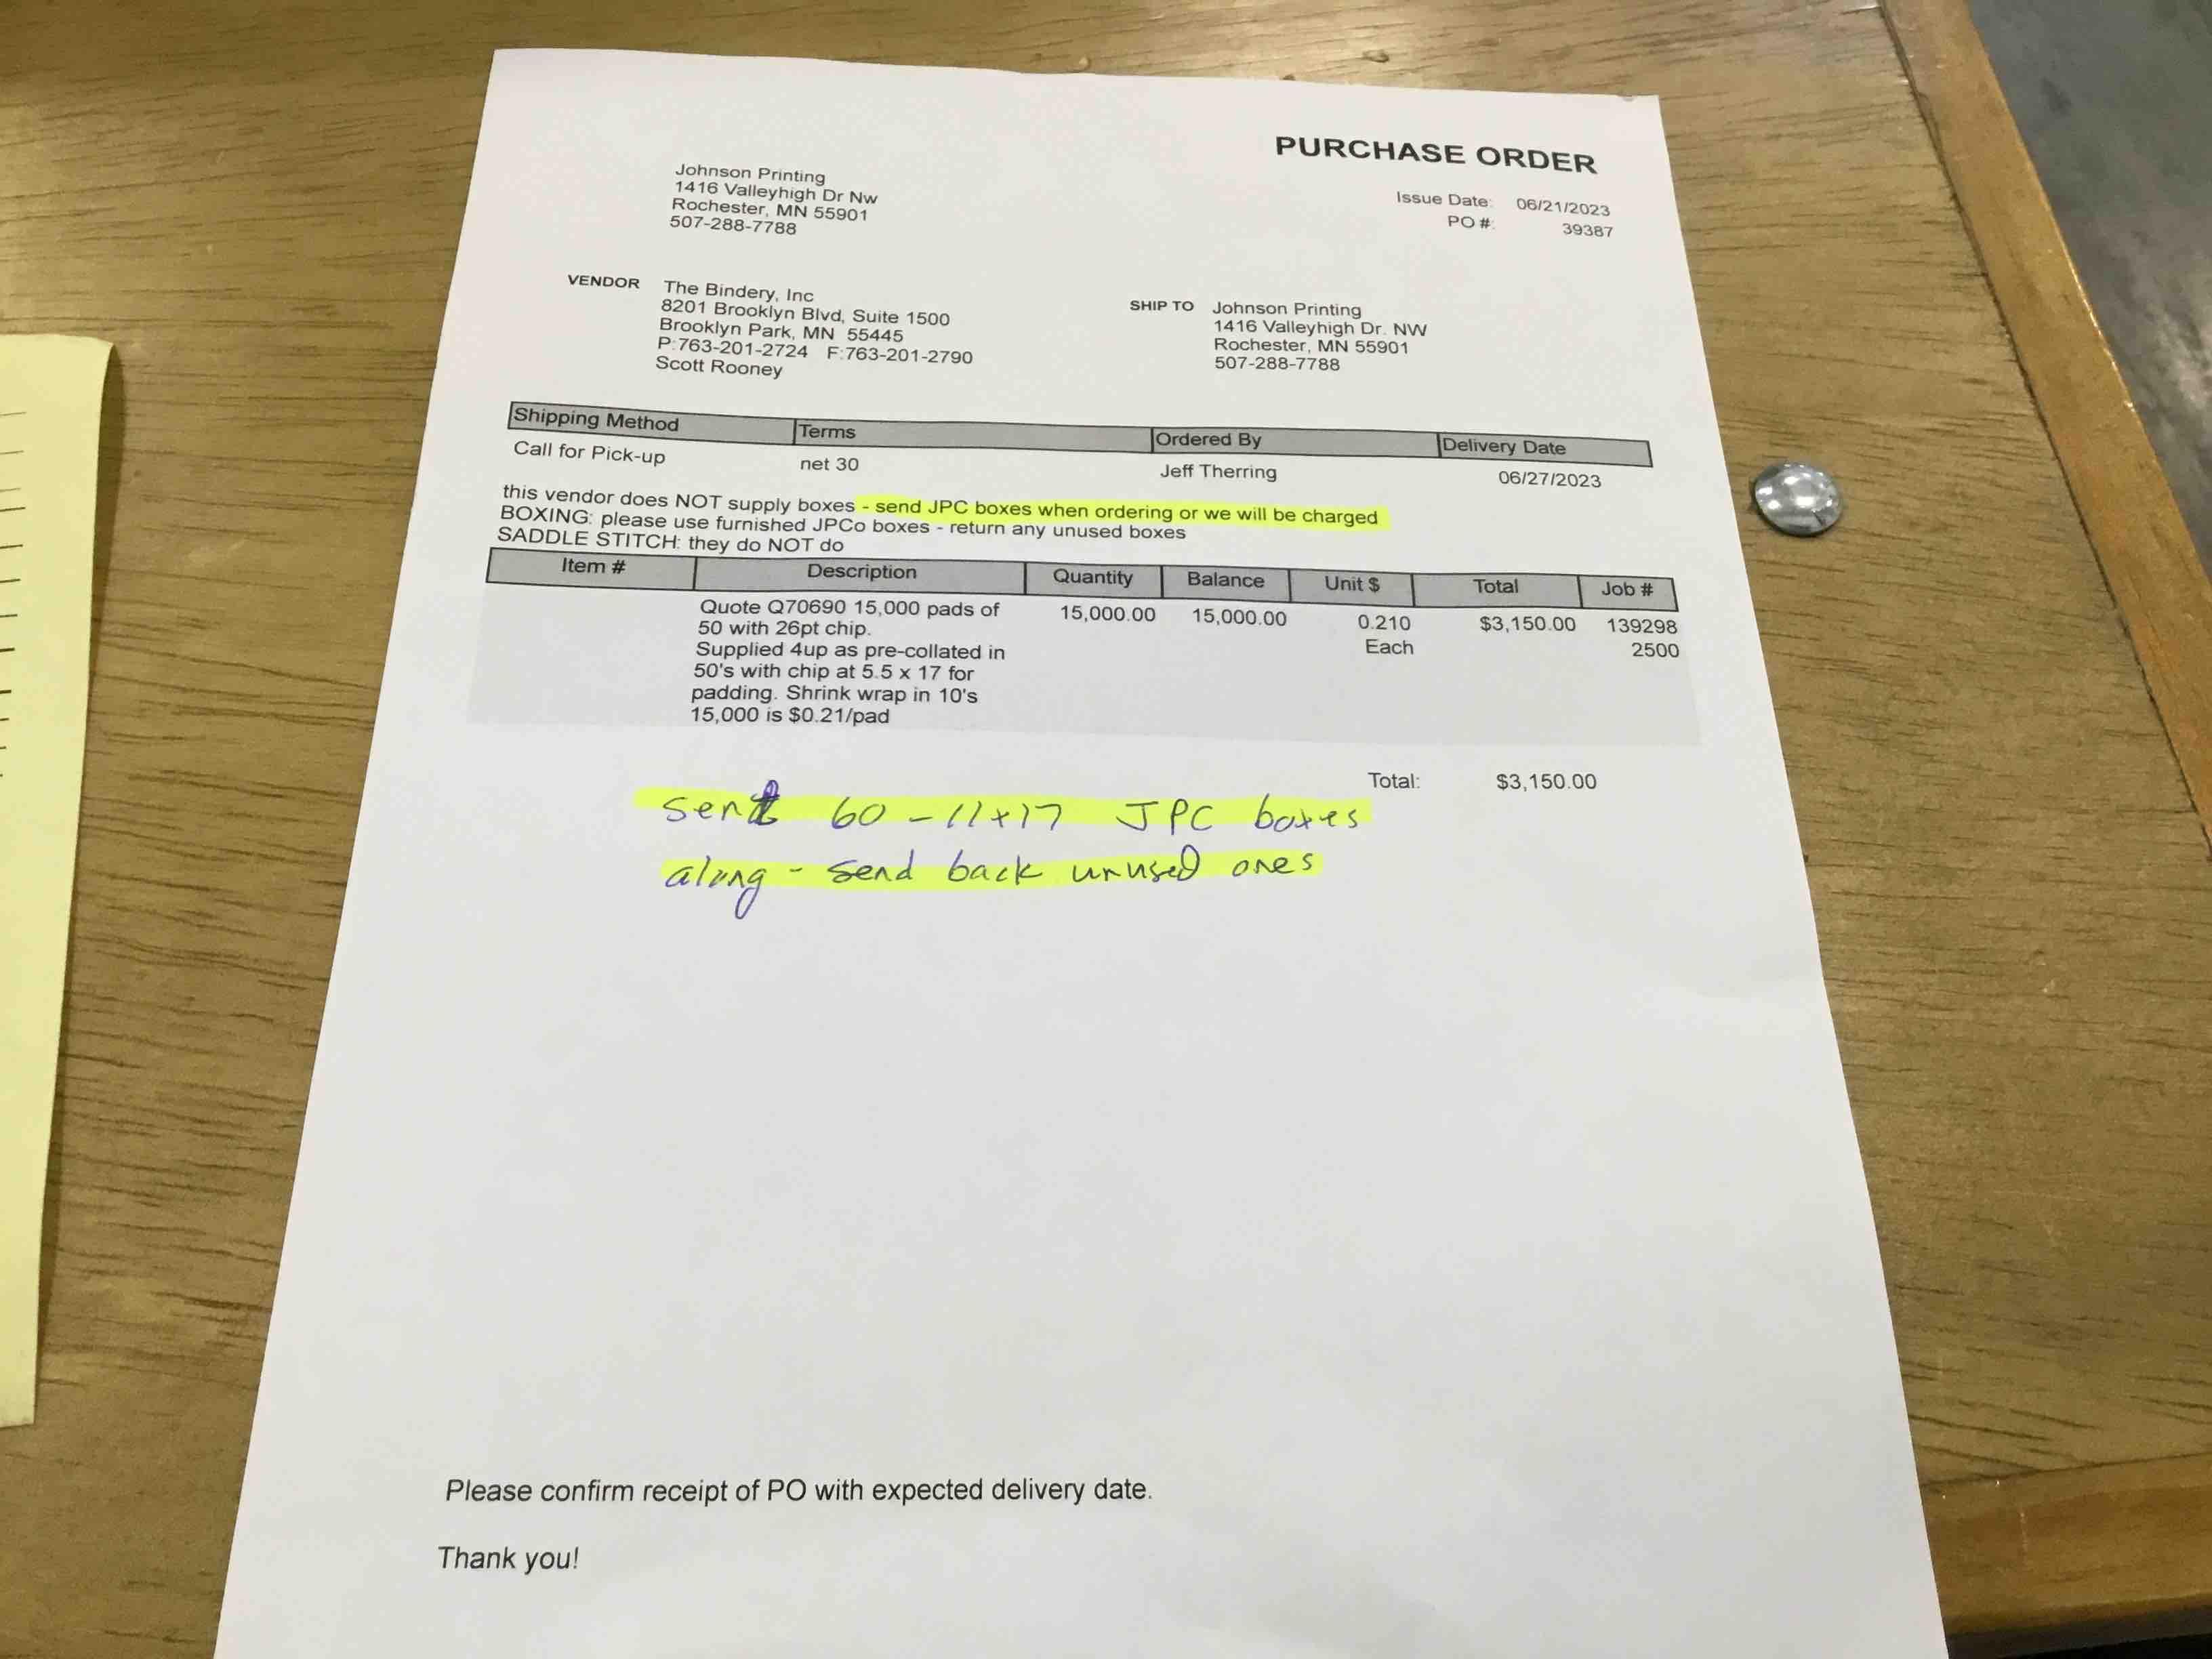 PURCHASE ORDER
Johnson Printing
1416 Valleyhigh Dr Nw
Rochester, MN 55901
507-288-7788
Issue Date: 06/21/2023
PO #: 39387
VENDOR The Bindery, Inc
8201 Brooklyn Blvd, Suite 1500
Brooklyn Park, MN 55445
P:763-201-2724 F:763-201-2790
Scott Rooney
SHIP TO Johnson Printing
1416 Valleyhigh Dr. NW
Rochester, MN 55901
507-288-7788
Shipping Method Terms Ordered By Delivery Date
Call for Pick-up net 30 Jeff Therring 06/27/2023
this vendor does NOT supply boxes - send JPC boxes when ordering or we will be charged
BOXING: please use furnished JPCo boxes - return any unused boxes
SADDLE STITCH: they do NOT do
Item # Description Quantity Balance Unit $ Total Job #
Quote Q70690 15,000 pads of 15,000.00 15,000.00 0.210 $3,150.00 139298
50 with 26pt chip. Each 2500
Supplied 4up as pre-collated in
50's with chip at 5.5 x 17 for
padding. Shrink wrap in 10's
15,000 is $0.21/pad
Total: $3,150.00
sent 60 - 11x17 JPC boxes
along - send back unused ones
Please confirm receipt of PO with expected delivery date.
Thank you!